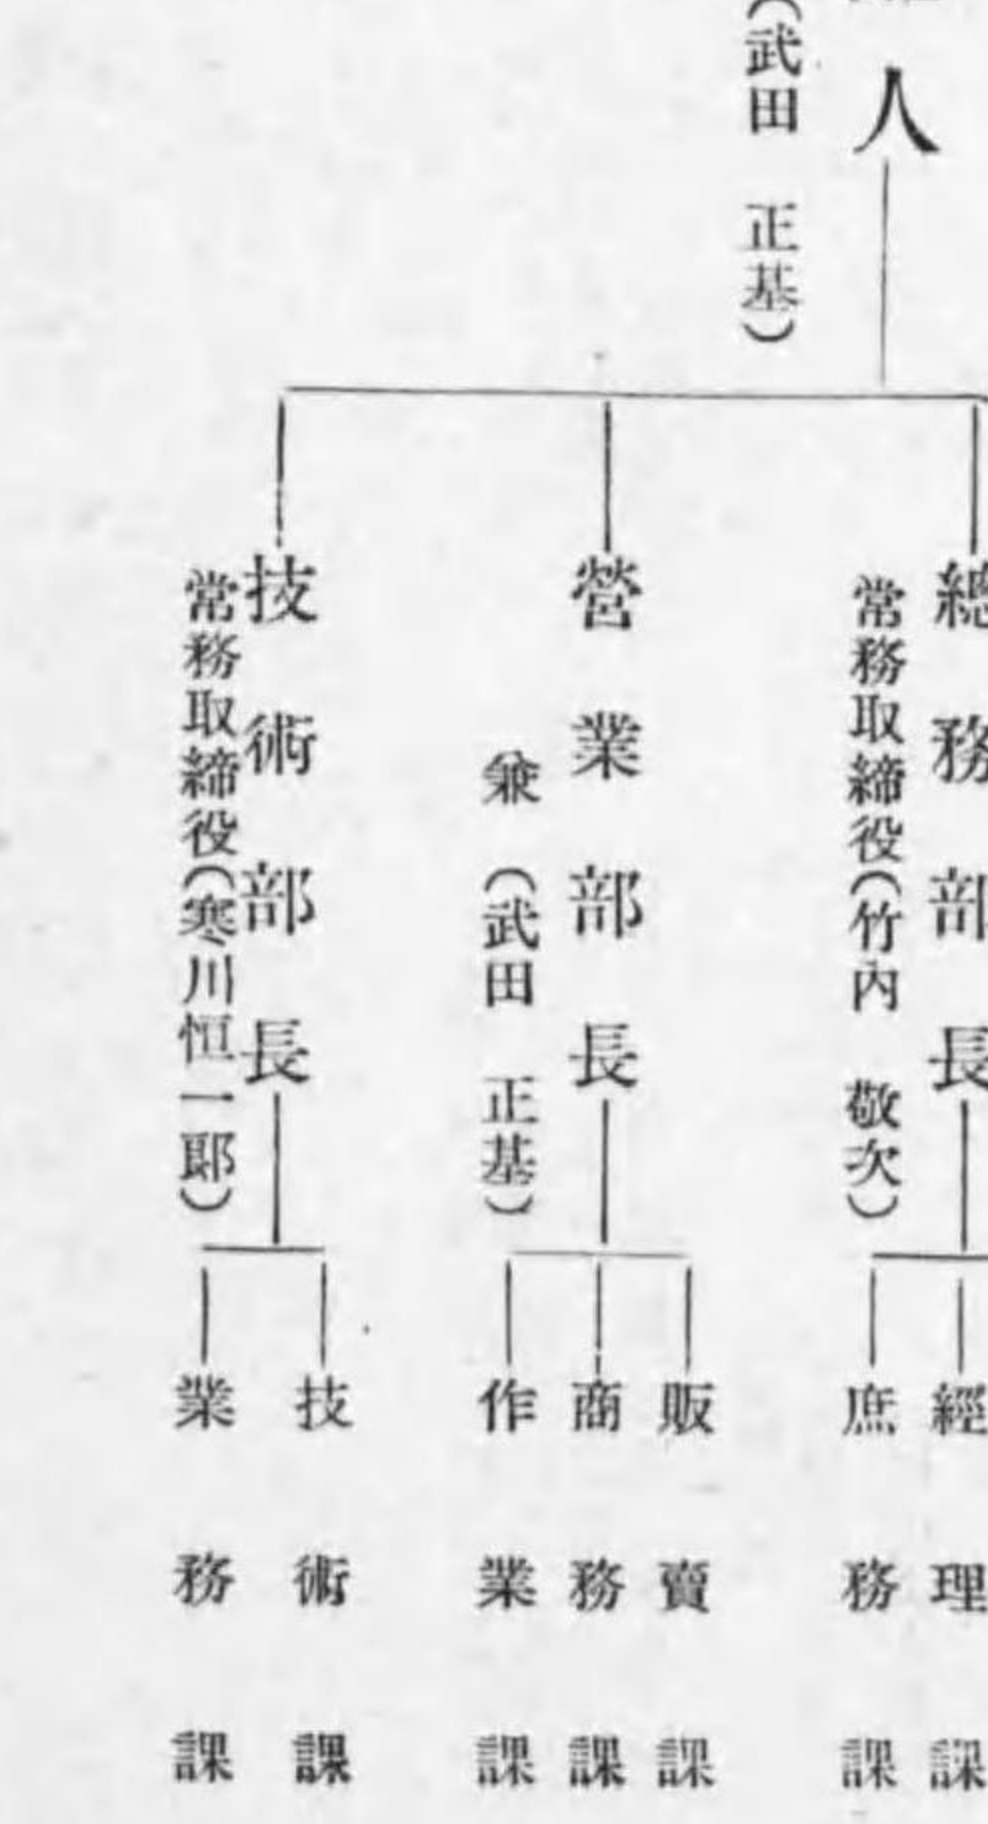 人
(武田 正基)
總務部長
常務取締役(竹內 敬次)
營業部長
兼 (武田 正基)
技術部長
常務取締役(寒川恒一郎)
經理課
庶務課
販賣課
商務課
作業課
技術課
業務課